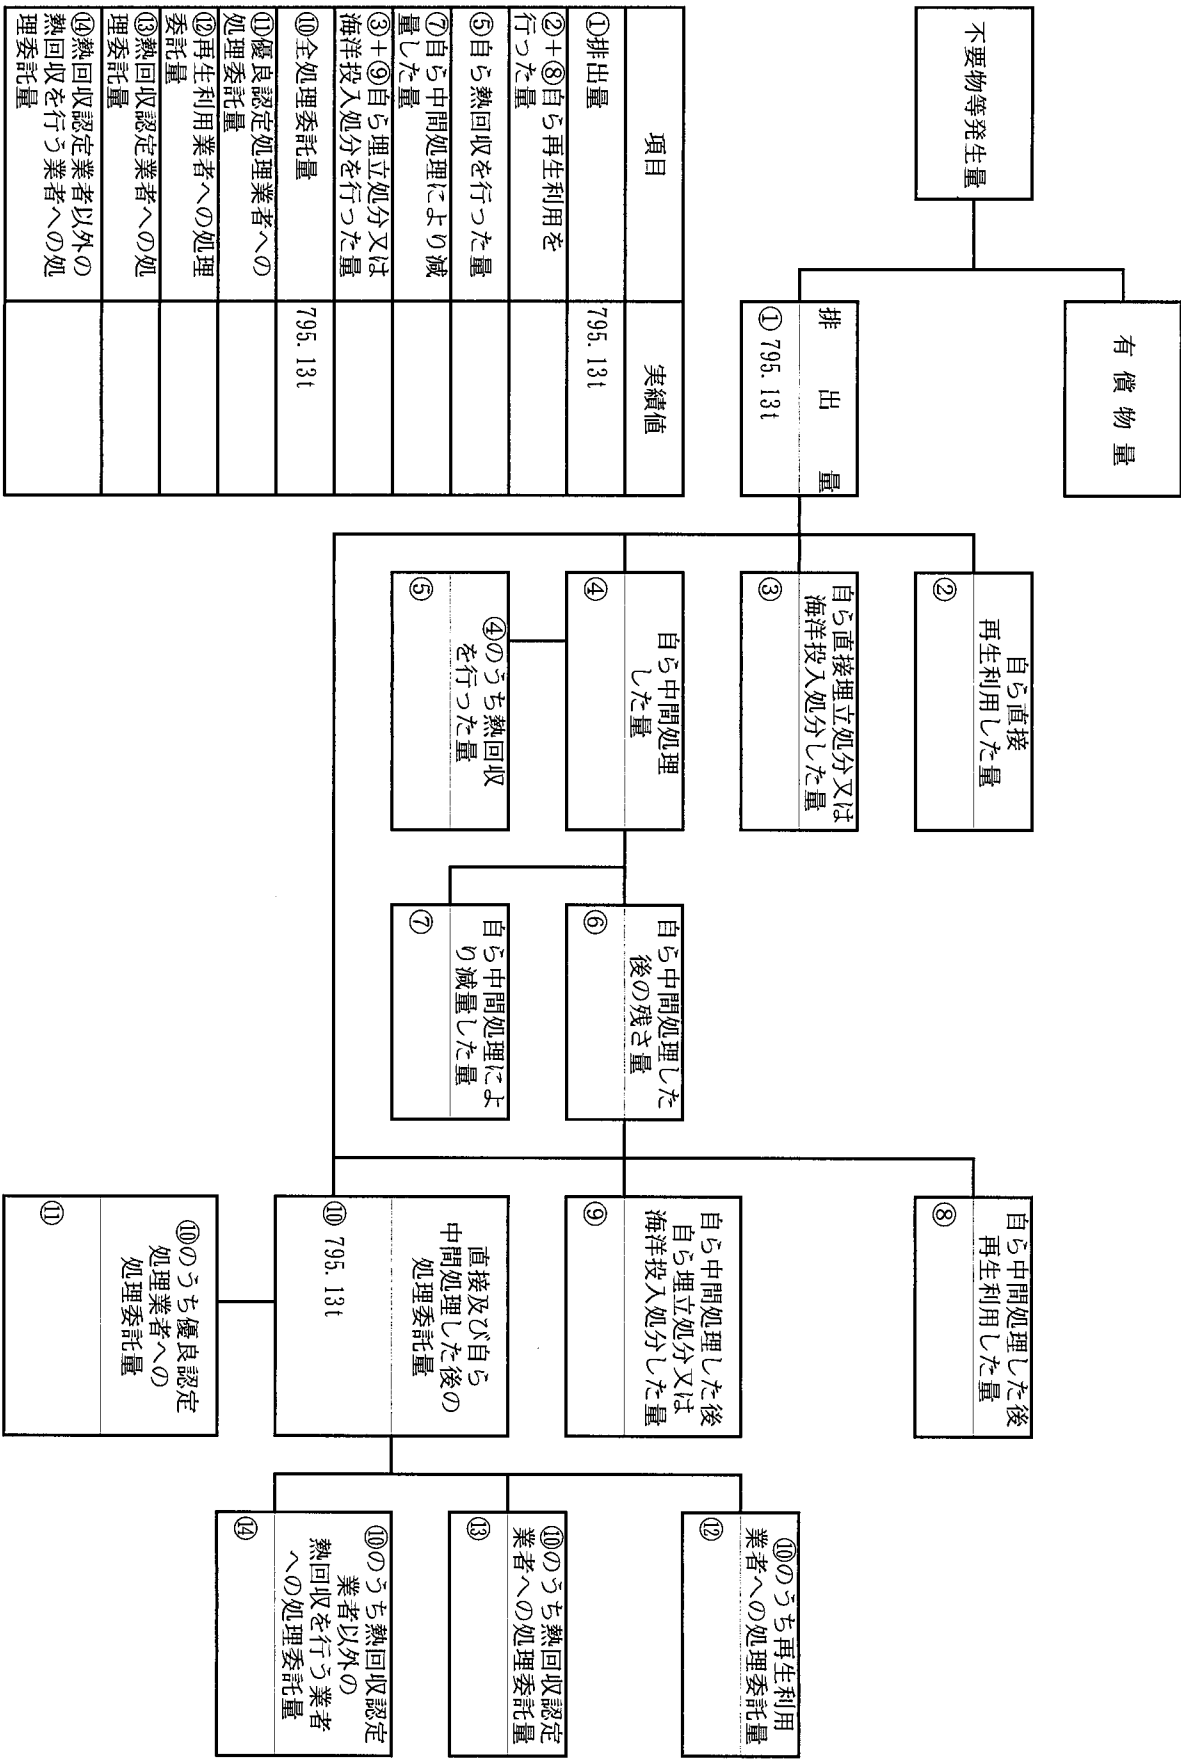 不要物等発生量
有償物量
排出量
① 795.13t
自ら直接
再生利用した量
②
自ら直接埋立処分又は
海洋投入処分した量
③
自ら中間処理
した量
④
④のうち熱回収
を行った量
⑤
自ら中間処理した
後の残さ量
⑥
自ら中間処理によ
り減量した量
⑦
自ら中間処理した後
再生利用した量
⑧
自ら中間処理した後
自ら埋立処分又は
海洋投入処分した量
⑨
直接及び自ら
中間処理した後の
処理委託量
⑩ 795.13t
⑩のうち優良認定
処理業者への
処理委託量
⑪
⑩のうち再生利用
業者への処理委託量
⑫
⑩のうち熱回収認定
業者への処理委託量
⑬
⑩のうち熱回収認定
業者以外の
熱回収を行う業者
への処理委託量
⑭
項目 実績値
①排出量 795.13t
②+⑧自ら再生利用を
行った量
⑤自ら熱回収を行った量
⑦自ら中間処理により減
量した量
③+⑨自ら埋立処分又は
海洋投入処分を行った量
⑩全処理委託量 795.13t
⑪優良認定処理業者への
処理委託量
⑫再生利用業者への処理
委託量
⑬熱回収認定業者への処
理委託量
⑭熱回収認定業者以外の
熱回収を行う業者への処
理委託量